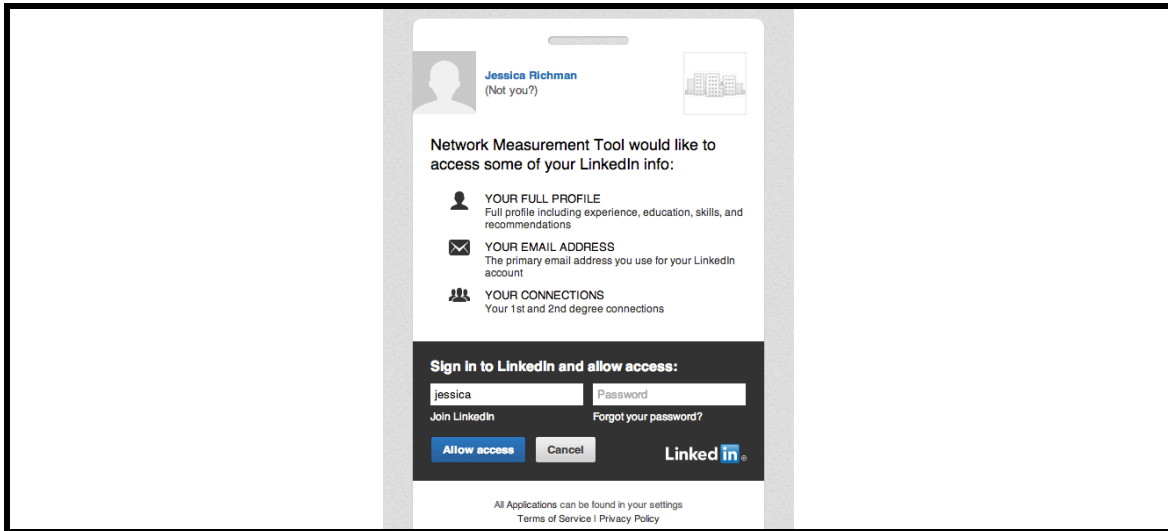 Jessica Richman
(Not you?)
Network Measurement Tool would like to
access some of your LinkedIn info:
YOUR FULL PROFILE
Full profile including experience, education, skills, and
recommendations
YOUR EMAIL ADDRESS
The primary email address you use for your LinkedIn
account
YOUR CONNECTIONS
Your 1st and 2nd degree connections
Sign in to LinkedIn and allow access:
jessica Password
Join LinkedIn Forgot your password?
Allow access Cancel Linked in ®
All Applications can be found in your settings
Terms of Service | Privacy Policy